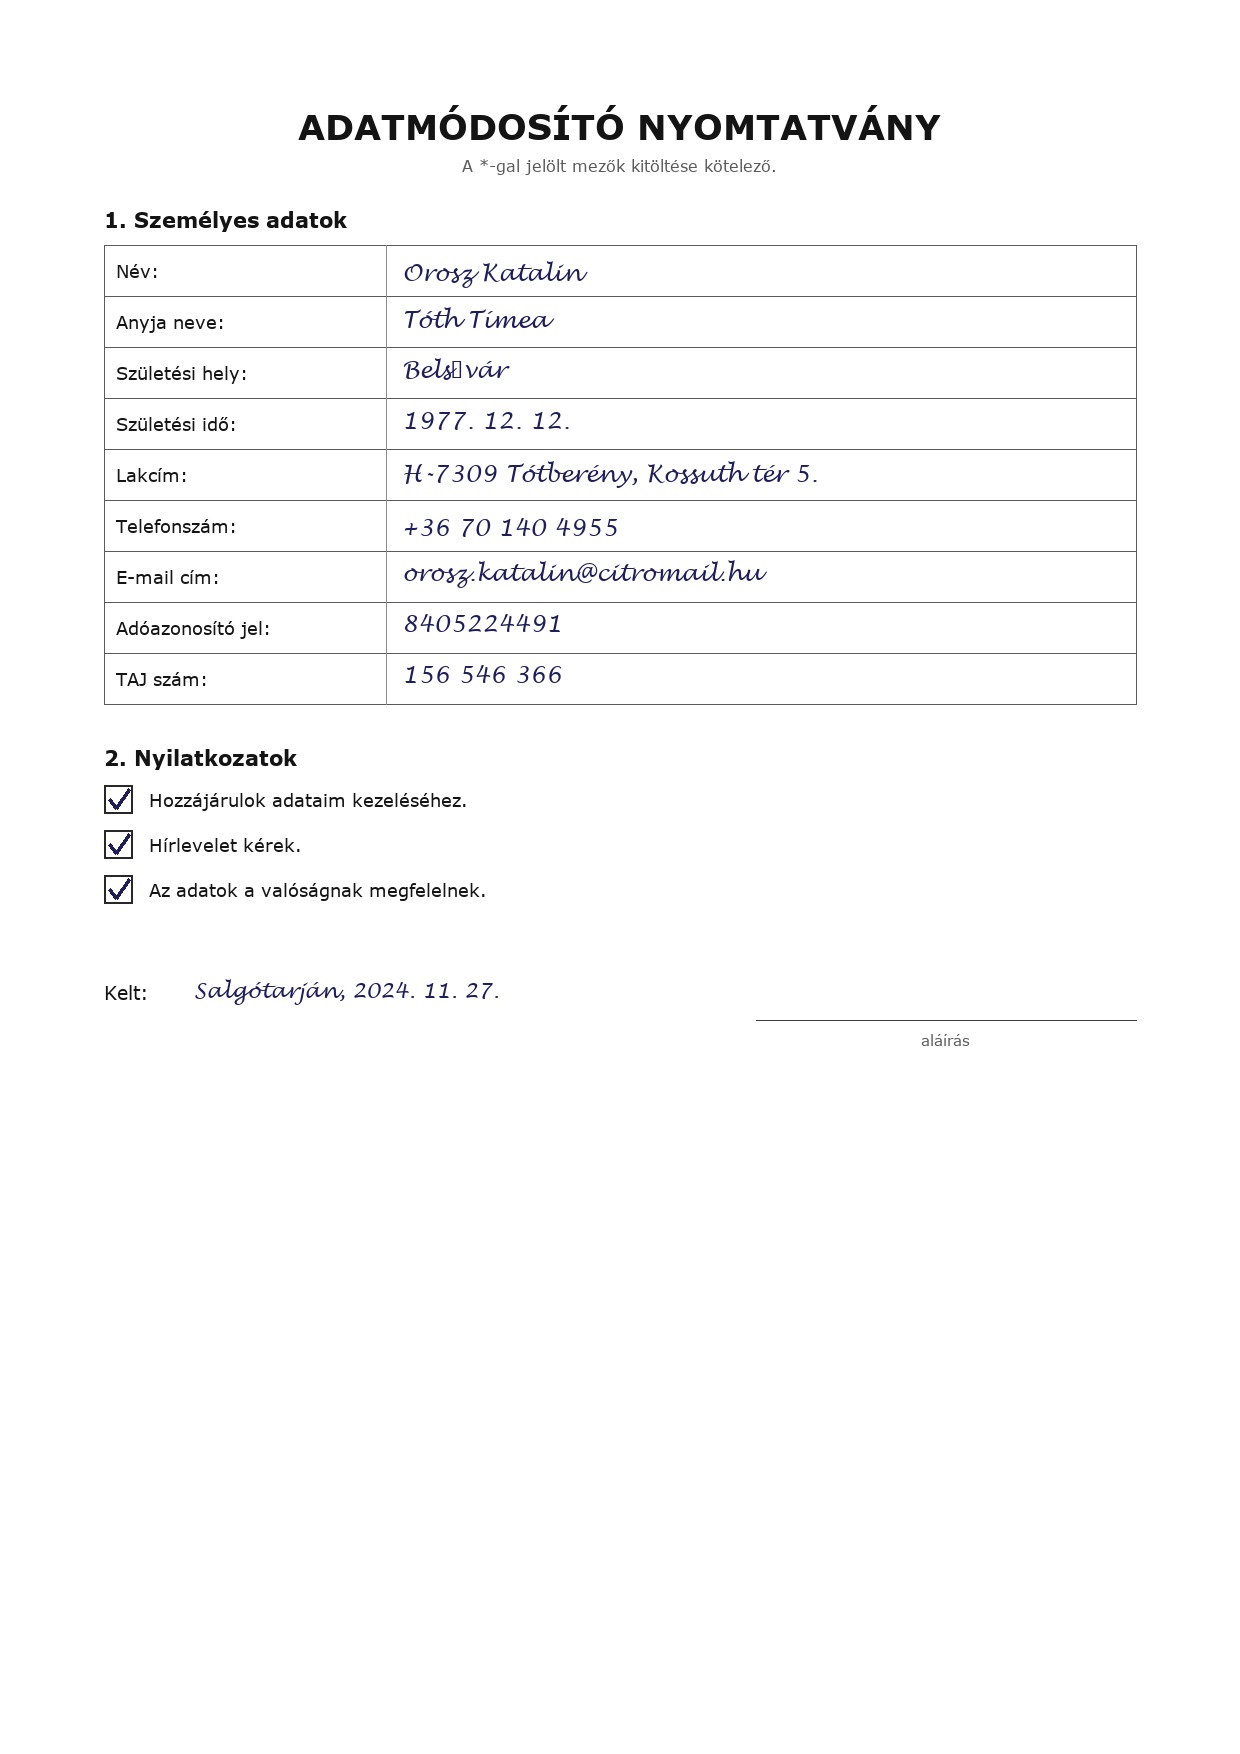 ADATMÓDOSÍTÓ NYOMTATVÁNY
A *-gal jelölt mezők kitöltése kötelező.
1. Személyes adatok
Név: Orosz Katalin
Anyja neve: Tóth Tímea
Születési hely:
Születési idő: 1977. 12. 12.
Lakcím: H-7309 Tótberény, Kossuth tér 5.
Telefonszám: +36 70 140 4955
E-mail cím: orosz.katalin@citromail.hu
Adóazonosító jel: 8405224491
TAJ szám: 156 546 366
2. Nyilatkozatok
Hozzájárulok adataim kezeléséhez.
Hírlevelet kérek.
Az adatok a valóságnak megfelelnek.
Kelt: Salgótarján, 2024. 11. 27.
aláírás